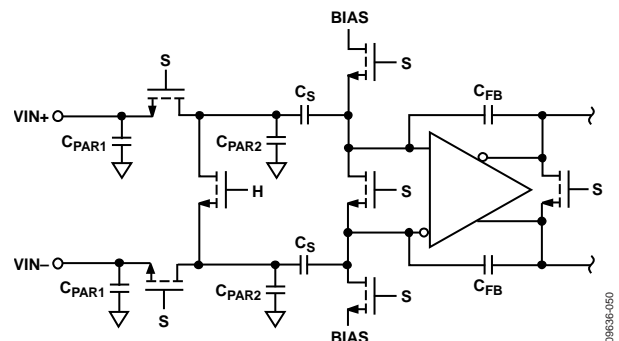 BIAS
S
S
CS
CFB
VIN+
CPAR1
CPAR2
H
S
S
VIN–
CS
CPAR1
CPAR2
S
CFB
S
BIAS
09636-050